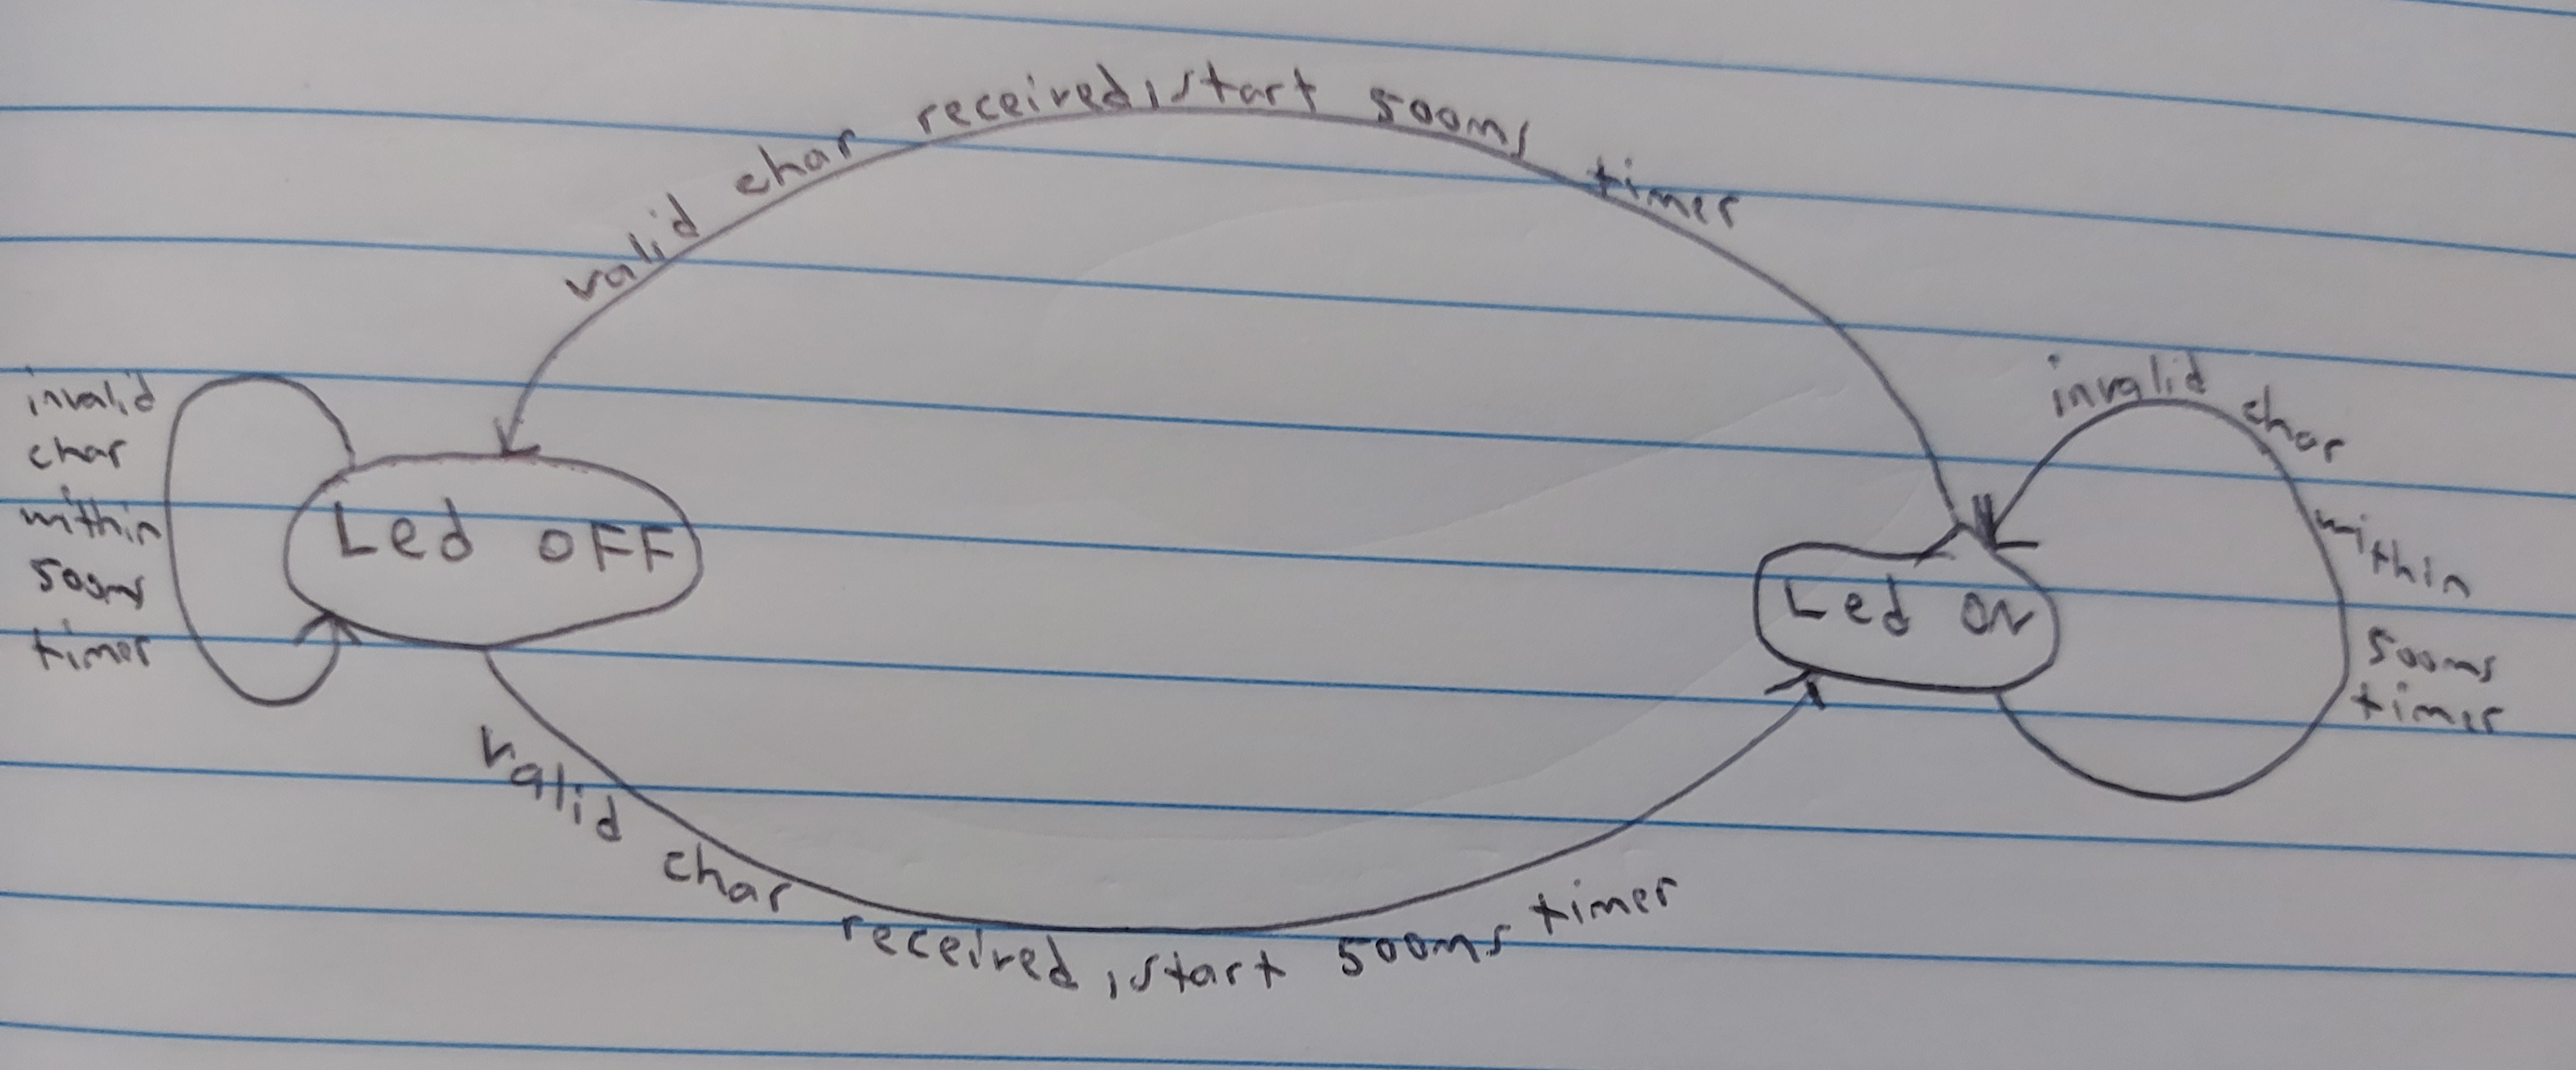 valid char received, start 500ms timer
invalid
char
within
500ms
timer
Led OFF
invalid char within 500ms timer
Led ON
valid char received, start 500ms timer